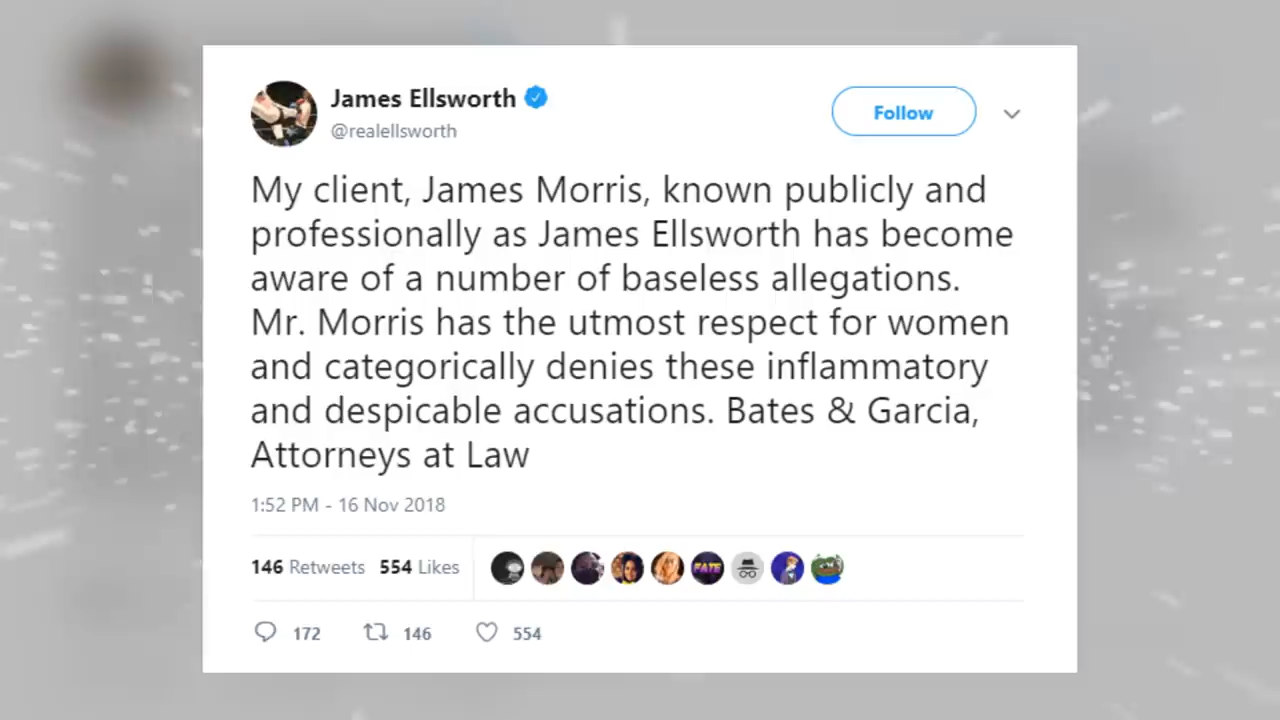 James Ellsworth
@realellsworth
Follow
My client, James Morris, known publicly and
professionally as James Ellsworth has become
aware of a number of baseless allegations.
Mr. Morris has the utmost respect for women
and categorically denies these inflammatory
and despicable accusations. Bates & Garcia,
Attorneys at Law
1:52 PM - 16 Nov 2018
146 Retweets 554 Likes
FATE
172 146 554